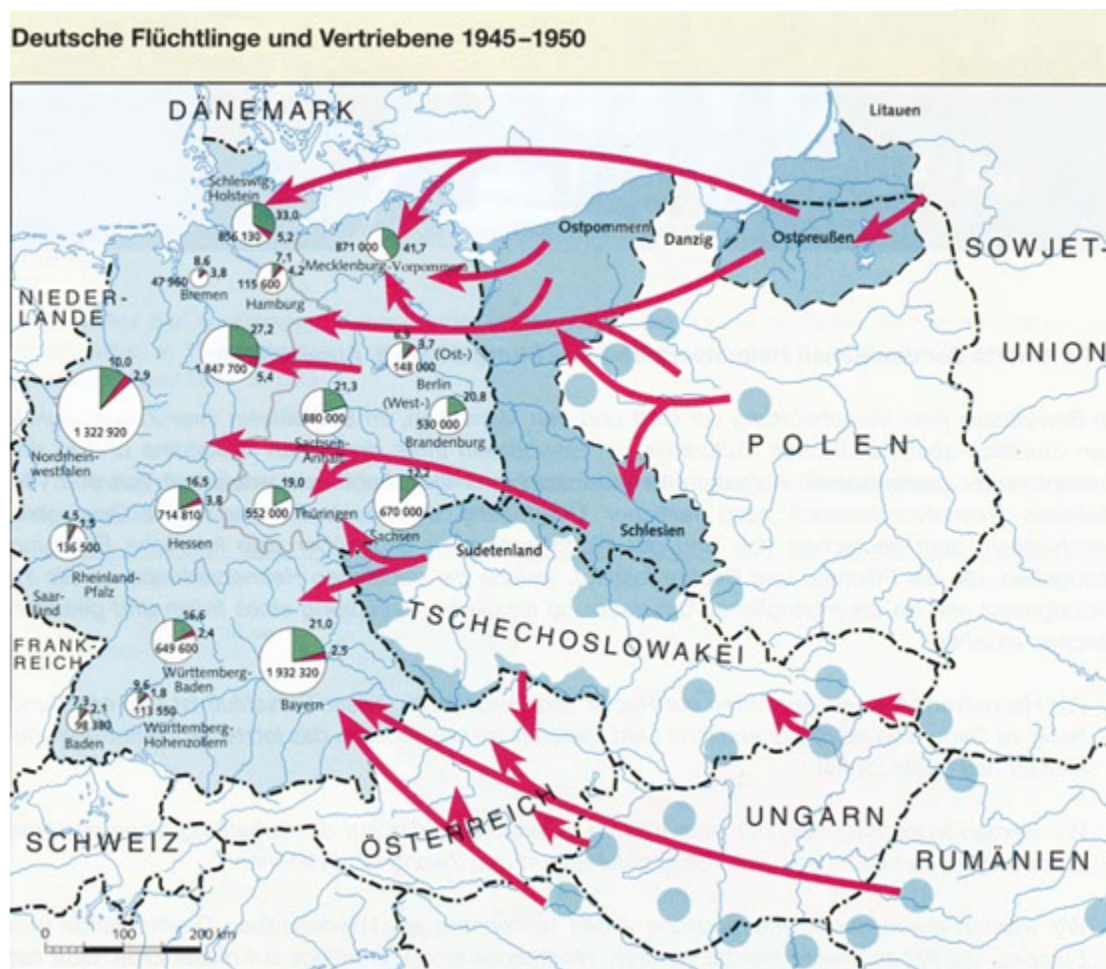 Deutsche Flüchtlinge und Vertriebene 1945–1950
DÄNEMARK
Litauen
Schleswig-
Holstein
33,0
856 130
5,2
871 000
41,7
Mecklenburg-Vorpommern
Ostpommern
Danzig
Ostpreußen
SOWJET-
UNION
8,6
3,8
47 960
Bremen
7,1
4,2
115 600
Hamburg
NIEDER-
LANDE
27,2
1 847 700
5,4
6,9
3,7
148 000
(Ost-)
Berlin
(West-)
10,0
2,9
1 322 920
Nordrhein-
westfalen
21,3
880 000
Sachsen-
Anhalt
20,8
530 000
Brandenburg
POLEN
16,5
3,8
714 810
Hessen
19,0
552 000
Thüringen
12,2
670 000
Sachsen
Schlesien
Sudetenland
4,5
136 500
Rheinland-
Pfalz
Saar-
land
FRANK-
REICH
TSCHECHOSLOWAKEI
16,6
2,4
649 600
Württemberg-
Baden
21,0
2,5
1 932 320
Bayern
7,3
2,1
Baden
9,6
1,8
113 550
Württemberg-
Hohenzollern
SCHWEIZ
ÖSTERREICH
UNGARN
RUMÄNIEN
0
100
200 km